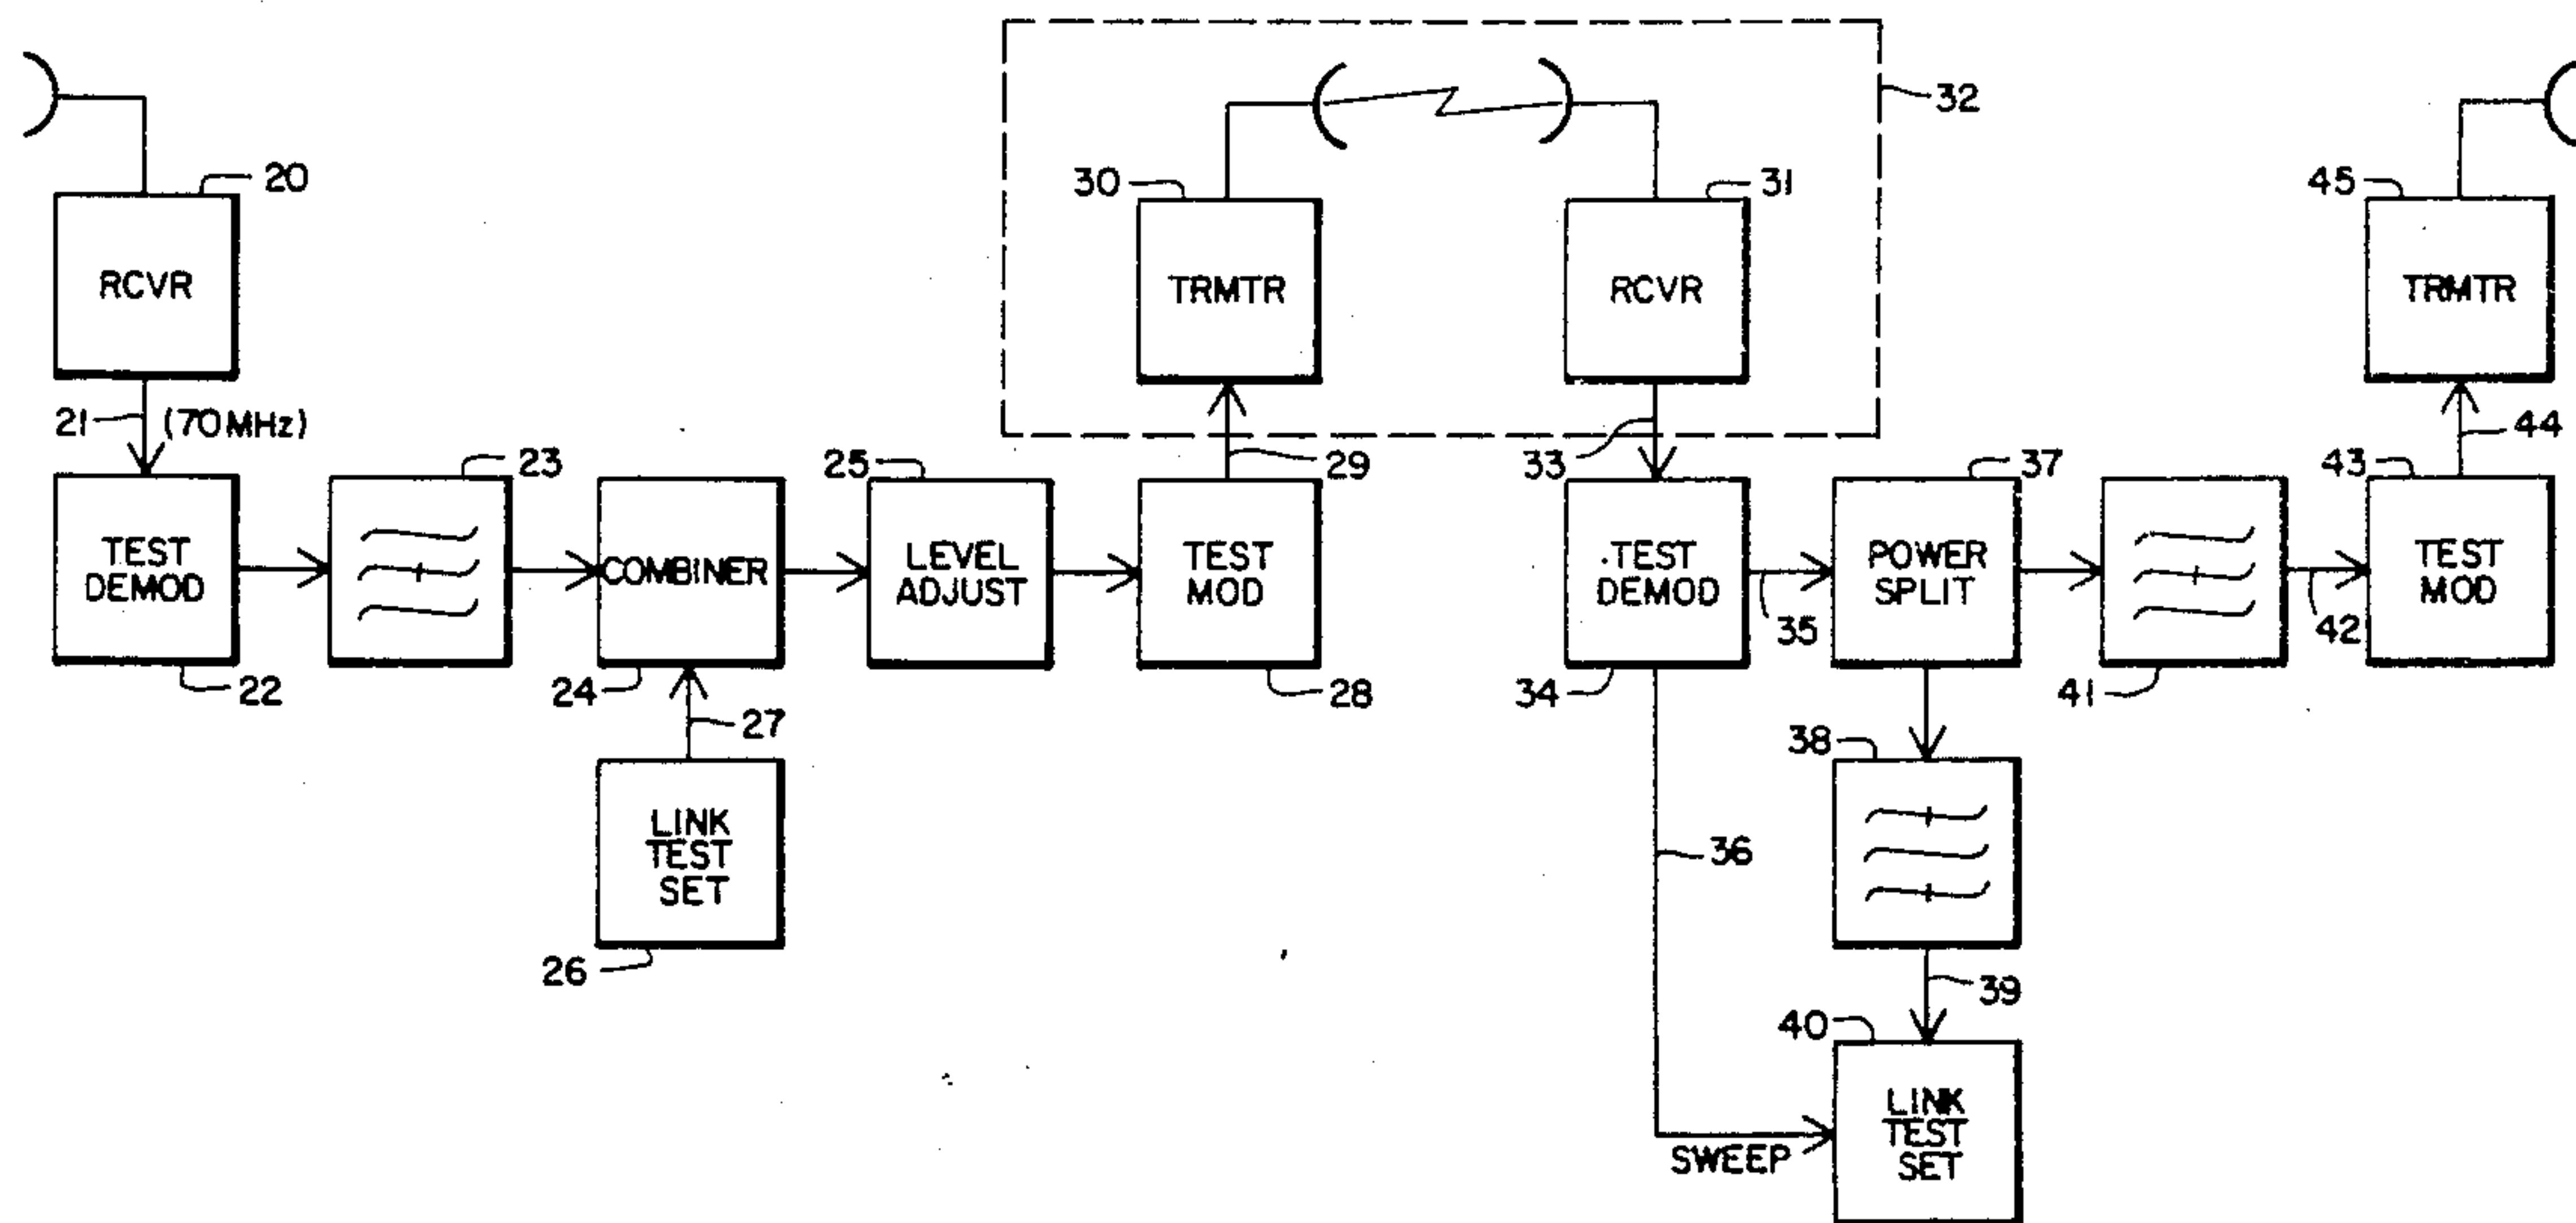 32
20
30
31
45
RCVR
TRMTR
RCVR
TRMTR
21
(70 MHz)
23
25
29
33
37
43
44
TEST
DEMOD
COMBINER
LEVEL
ADJUST
TEST
MOD
TEST
DEMOD
POWER
SPLIT
TEST
MOD
35
42
22
24
27
28
34
41
38
LINK
TEST
SET
26
36
39
40
LINK
TEST
SET
SWEEP